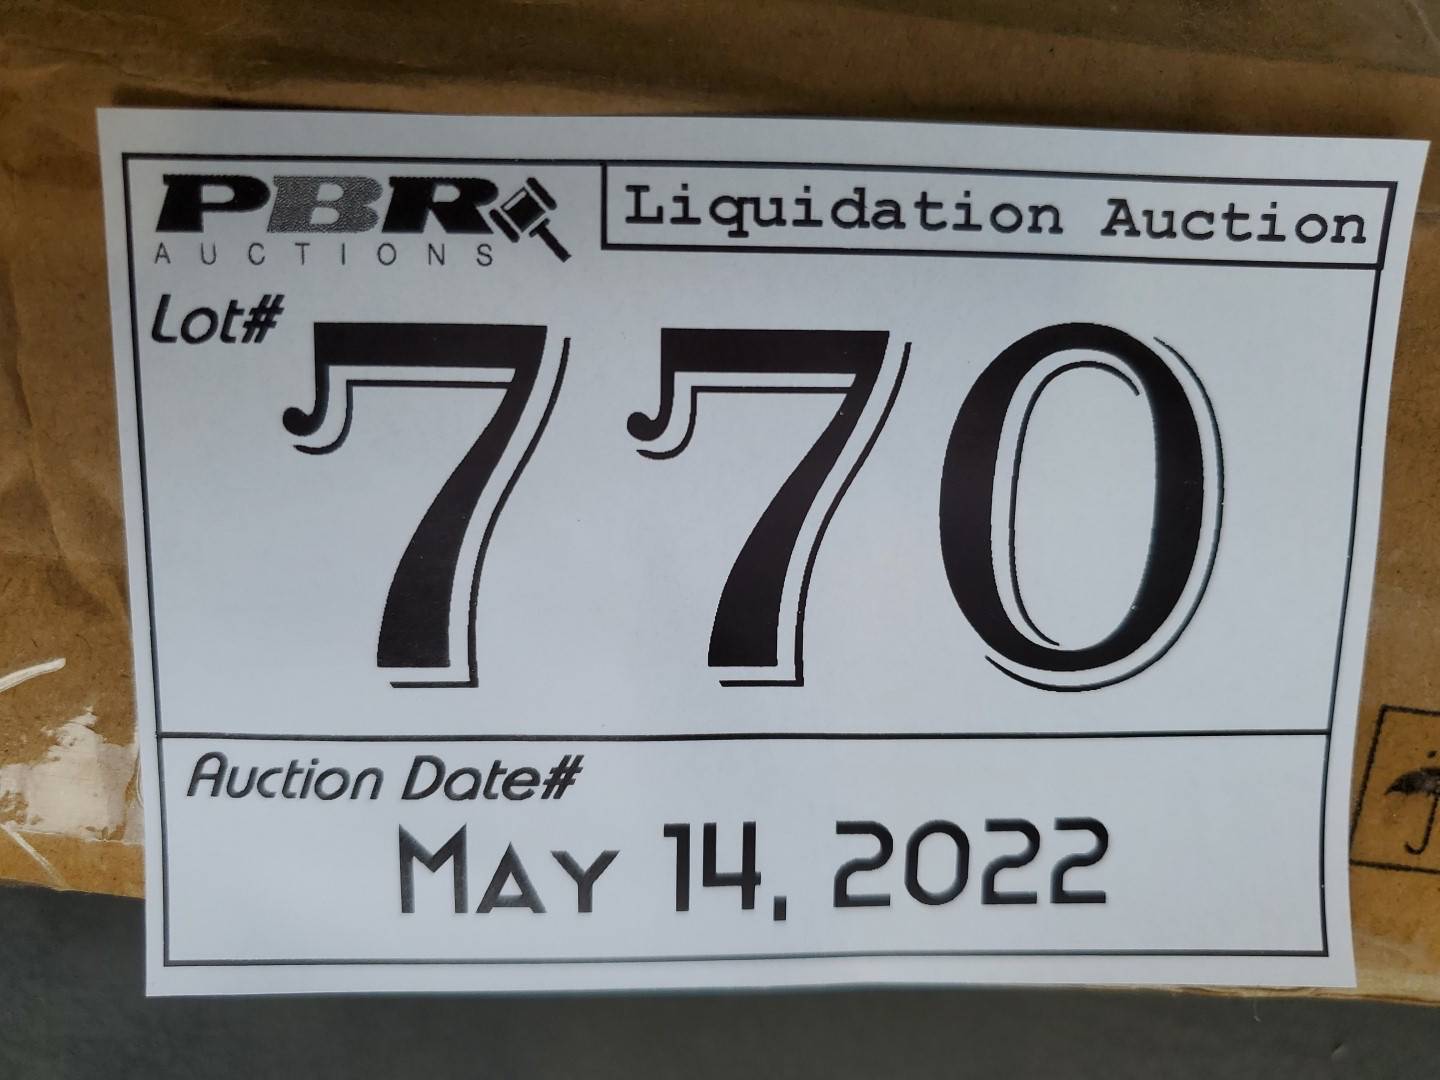 PBR
AUCTIONS
Liquidation Auction
Lot#
770
Auction Date#
May 14, 2022